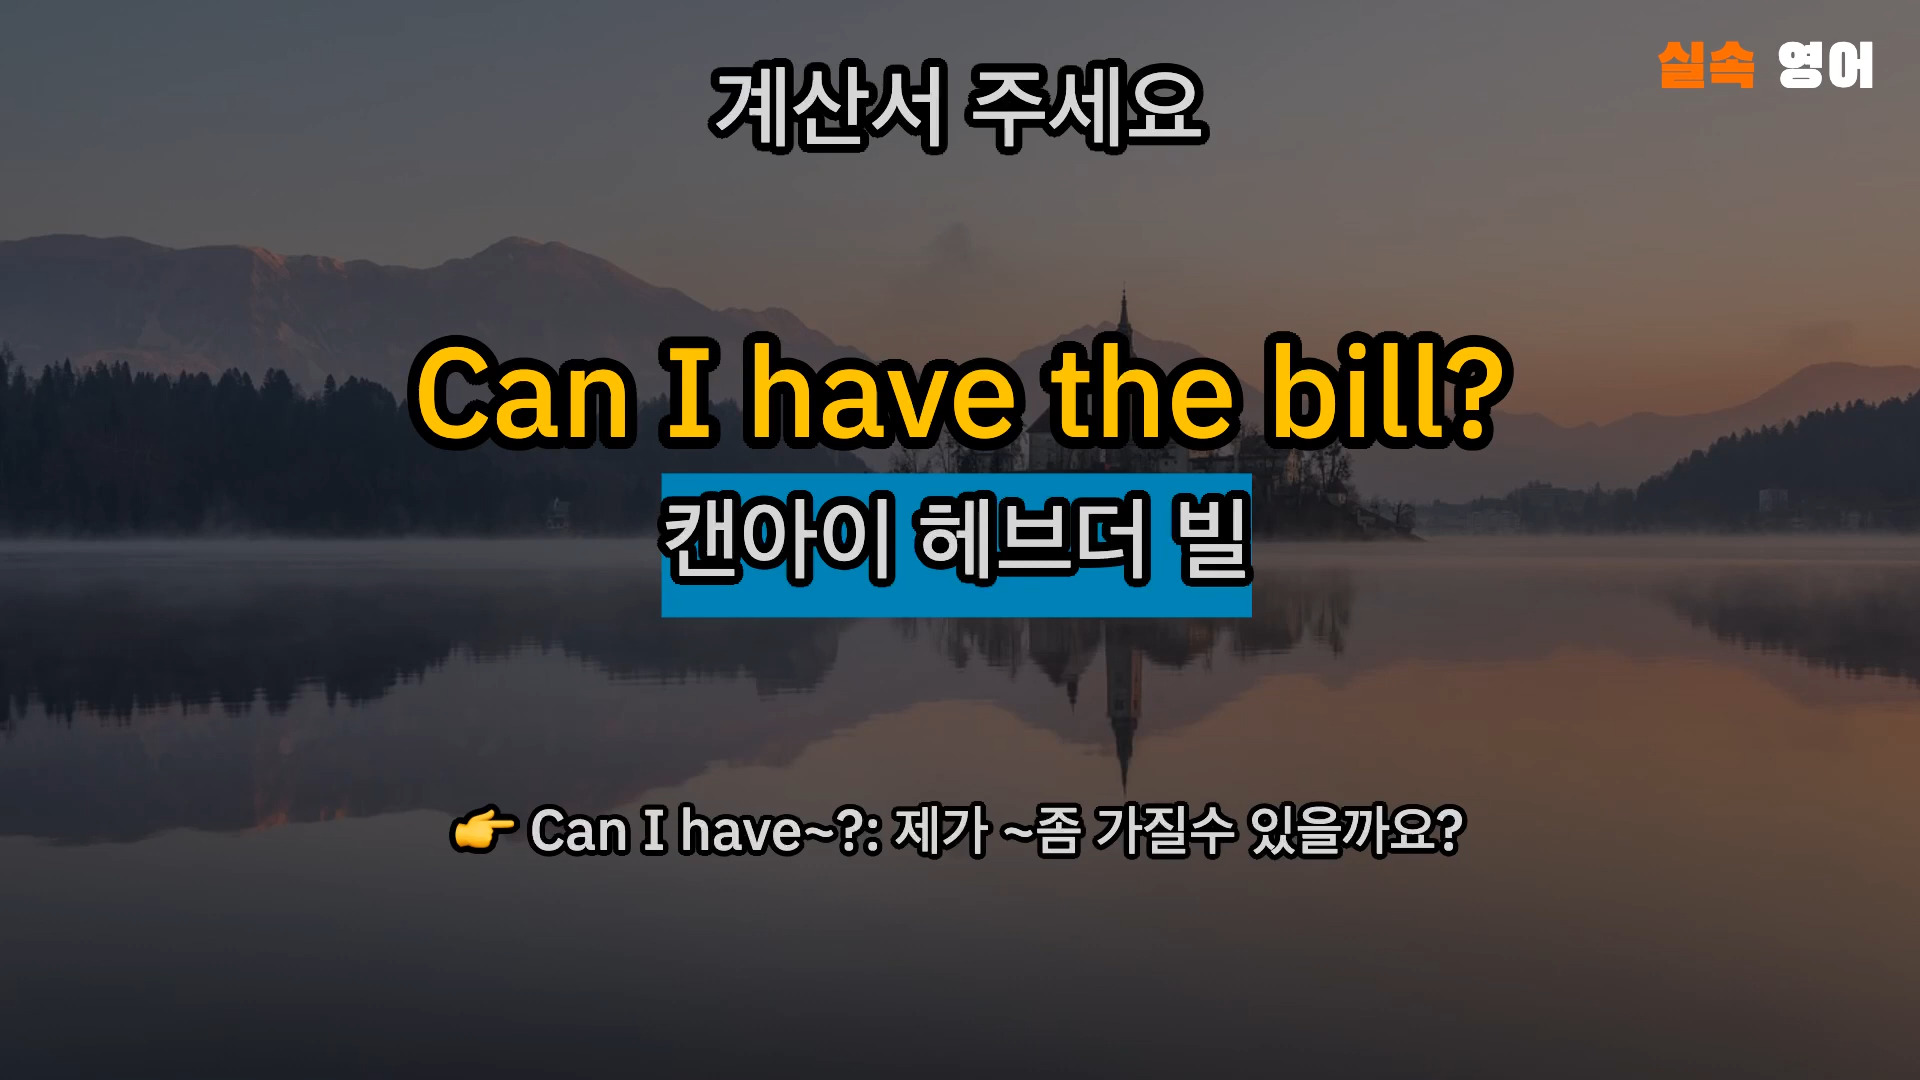 실속 영어
계산서 주세요
Can I have the bill?
캔아이 헤브더 빌
👉 Can I have~?: 제가 ~좀 가질수 있을까요?